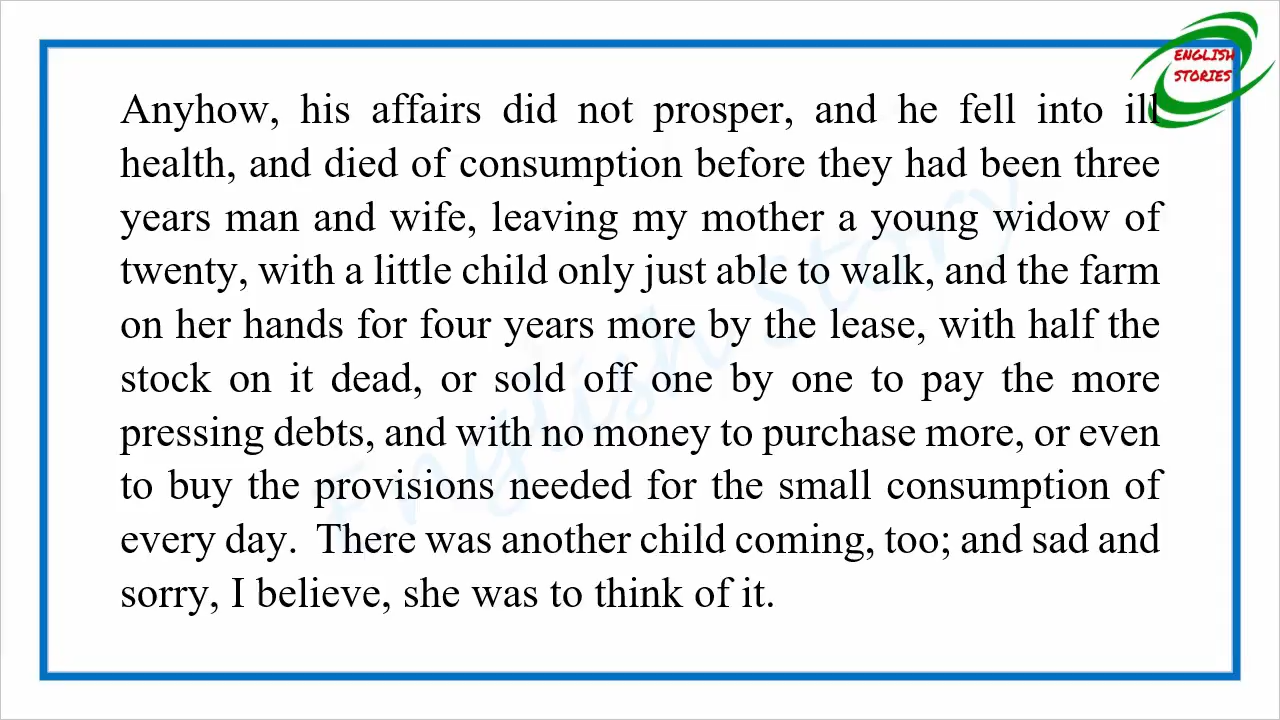 ENGLISH
STORIES
Anyhow, his affairs did not prosper, and he fell into ill
health, and died of consumption before they had been three
years man and wife, leaving my mother a young widow of
twenty, with a little child only just able to walk, and the farm
on her hands for four years more by the lease, with half the
stock on it dead, or sold off one by one to pay the more
pressing debts, and with no money to purchase more, or even
to buy the provisions needed for the small consumption of
every day.  There was another child coming, too; and sad and
sorry, I believe, she was to think of it.
English Story